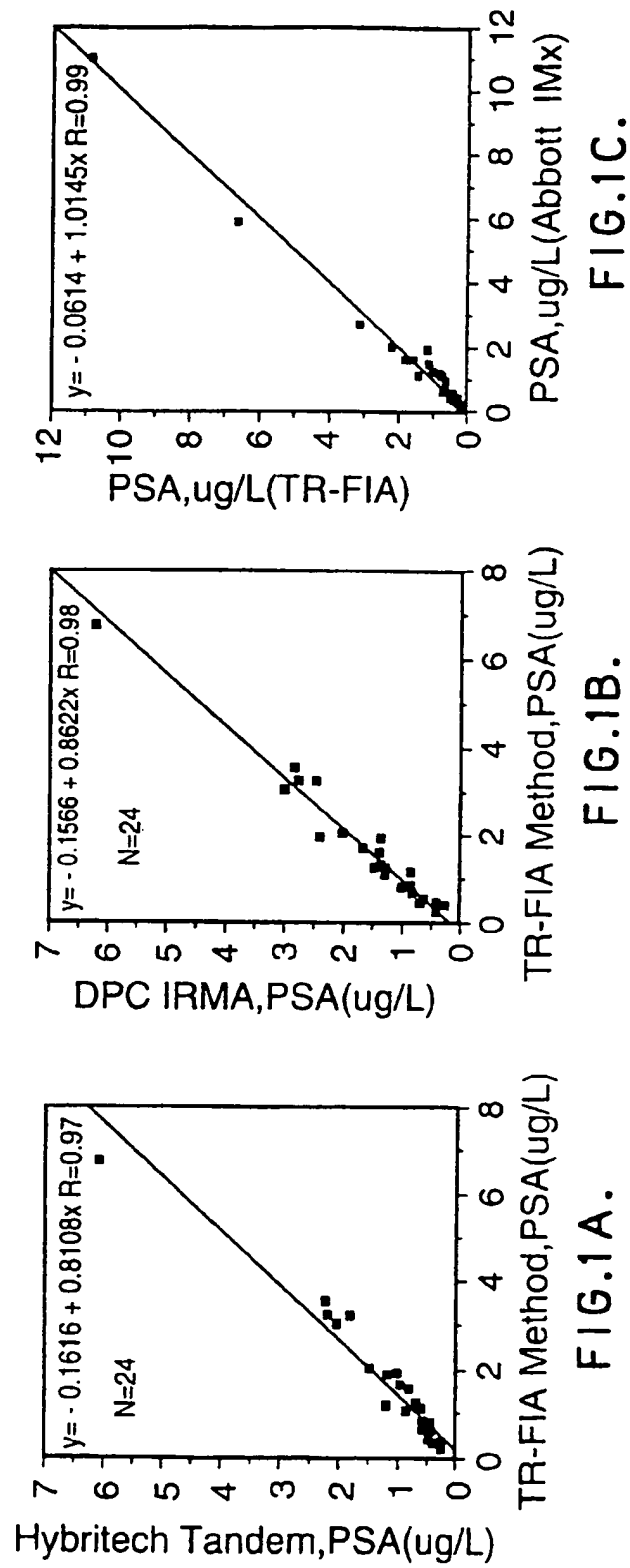 Hybritech Tandem,PSA(ug/L)
7
6
5
4
3
2
1
0
y= - 0.1616 + 0.8108x R=0.97
N=24
0
2
4
6
8
TR-FIA Method,PSA(ug/L)
FIG.1A.
DPC IRMA,PSA(ug/L)
7
6
5
4
3
2
1
0
y= - 0.1566 + 0.8622x R=0.98
N=24
0
2
4
6
8
TR-FIA Method,PSA(ug/L)
FIG.1B.
PSA,ug/L(TR-FIA)
12
10
8
6
4
2
0
y= - 0.0614 + 1.0145x R=0.99
0
2
4
6
8
10
12
PSA,ug/L(Abbott IMx)
FIG.1C.